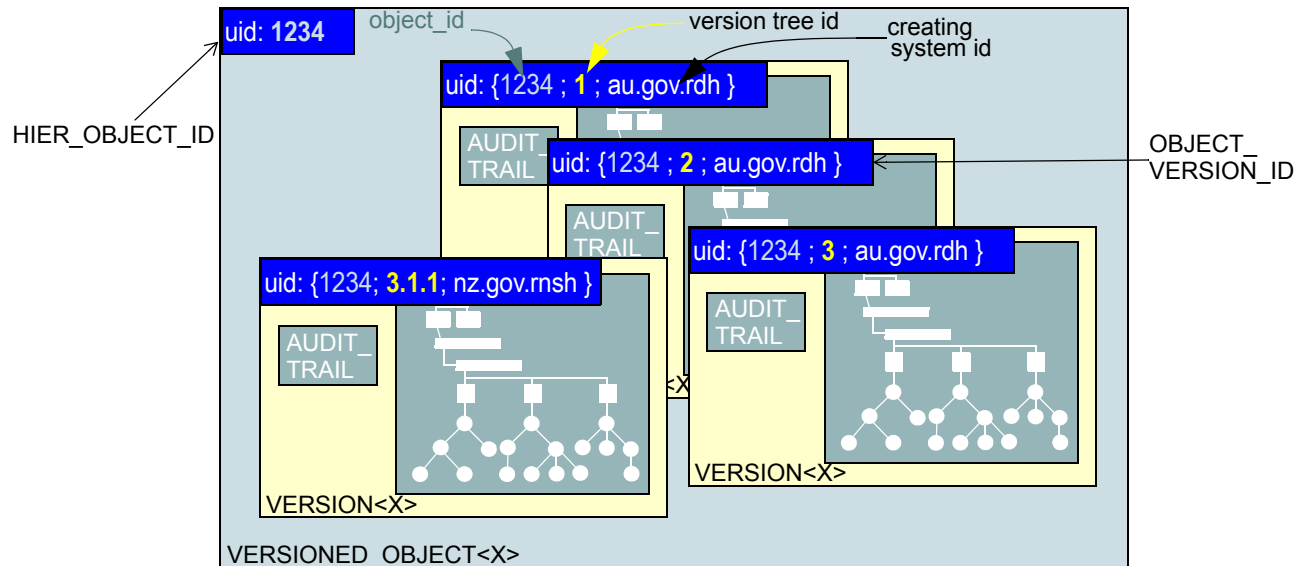 uid: 1234
object_id
version tree id
creating
system id
uid: {1234 ; 1 ; au.gov.rdh }
HIER_OBJECT_ID
AUDIT_
TRAIL
uid: {1234 ; 2 ; au.gov.rdh }
OBJECT_
VERSION_ID
AUDIT_
TRAIL
uid: {1234 ; 3 ; au.gov.rdh }
uid: {1234; 3.1.1; nz.gov.rnsh }
AUDIT_
TRAIL
AUDIT_
TRAIL
<X
VERSION<X>
VERSION<X>
VERSIONED_OBJECT<X>